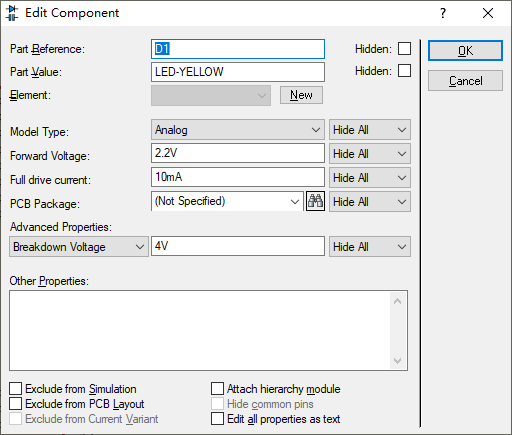 Edit Component
? ×
Part Reference: D1 Hidden:
OK
Part Value: LED-YELLOW Hidden:
Cancel
Element: New
Model Type: Analog Hide All
Forward Voltage: 2.2V Hide All
Full drive current: 10mA Hide All
PCB Package: (Not Specified) Hide All
Advanced Properties:
Breakdown Voltage 4V Hide All
Other Properties:
Exclude from Simulation Attach hierarchy module
Exclude from PCB Layout Hide common pins
Exclude from Current Variant Edit all properties as text